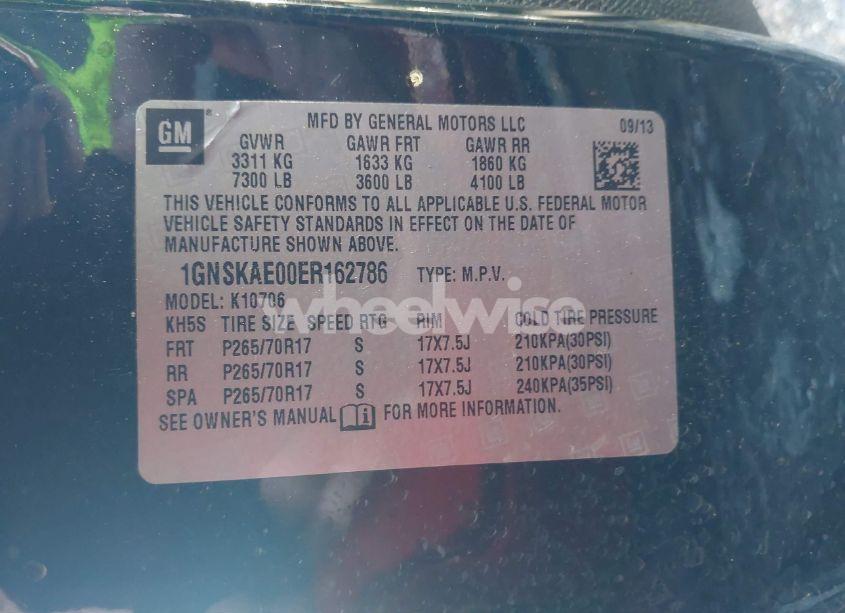 GM
®
MFD BY GENERAL MOTORS LLC 09/13
GVWR GAWR FRT GAWR RR
3311 KG 1633 KG 1860 KG
7300 LB 3600 LB 4100 LB
THIS VEHICLE CONFORMS TO ALL APPLICABLE U.S. FEDERAL MOTOR
VEHICLE SAFETY STANDARDS IN EFFECT ON THE DATE OF
MANUFACTURE SHOWN ABOVE.
1GNSKAE00ER162786 TYPE: M.P.V.
MODEL: K10706
wheelwise
KH5S TIRE SIZE SPEED RTG RIM COLD TIRE PRESSURE
FRT P265/70R17 S 17X7.5J 210KPA(30PSI)
RR P265/70R17 S 17X7.5J 210KPA(30PSI)
SPA P265/70R17 S 17X7.5J 240KPA(35PSI)
SEE OWNER'S MANUAL i FOR MORE INFORMATION.